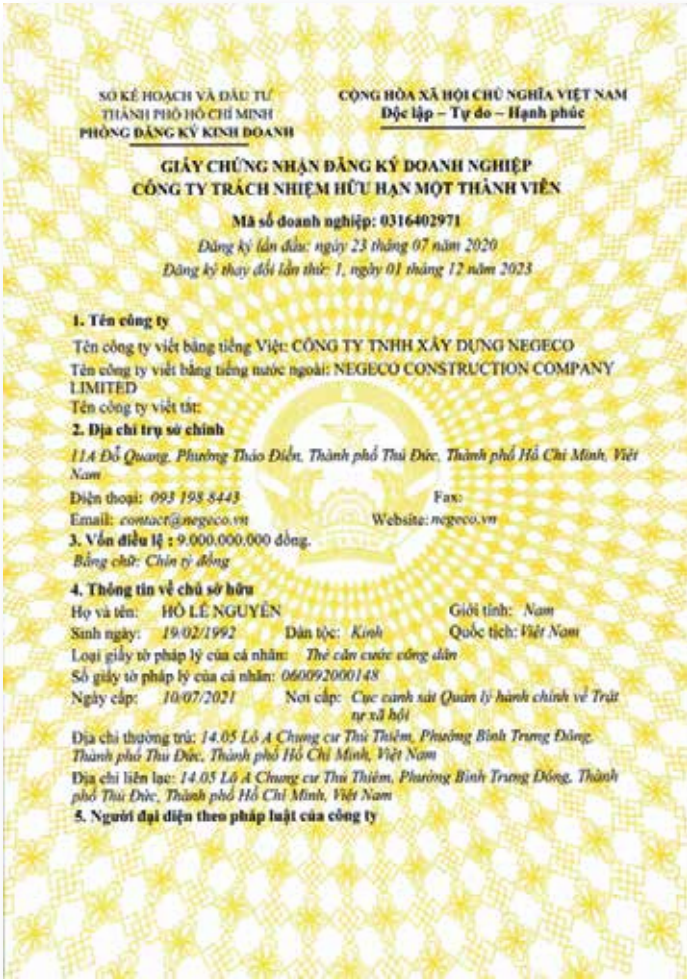 SỞ KẾ HOẠCH VÀ ĐẦU TƯ
THÀNH PHỐ HỒ CHÍ MINH
PHÒNG ĐĂNG KÝ KINH DOANH
CỘNG HÒA XÃ HỘI CHỦ NGHĨA VIỆT NAM
Độc lập – Tự do – Hạnh phúc
GIẤY CHỨNG NHẬN ĐĂNG KÝ DOANH NGHIỆP
CÔNG TY TRÁCH NHIỆM HỮU HẠN MỘT THÀNH VIÊN
Mã số doanh nghiệp: 0316402971
Đăng ký lần đầu: ngày 23 tháng 07 năm 2020
Đăng ký thay đổi lần thứ: 1, ngày 01 tháng 12 năm 2023
1. Tên công ty
Tên công ty viết bằng tiếng Việt: CÔNG TY TNHH XÂY DỰNG NEGECO
Tên công ty viết bằng tiếng nước ngoài: NEGECO CONSTRUCTION COMPANY
LIMITED
Tên công ty viết tắt:
2. Địa chỉ trụ sở chính
11A Đỗ Quang, Phường Thảo Điền, Thành phố Thủ Đức, Thành phố Hồ Chí Minh, Việt
Nam
Điện thoại: 093 198 8443 Fax:
Email: contact@negeco.vn Website: negeco.vn
3. Vốn điều lệ : 9.000.000.000 đồng.
Bằng chữ: Chín tỷ đồng
4. Thông tin về chủ sở hữu
Họ và tên: HỒ LÊ NGUYÊN Giới tính: Nam
Sinh ngày: 19/02/1992 Dân tộc: Kinh Quốc tịch: Việt Nam
Loại giấy tờ pháp lý của cá nhân: Thẻ căn cước công dân
Số giấy tờ pháp lý của cá nhân: 060092000148
Ngày cấp: 10/07/2021 Nơi cấp: Cục cảnh sát Quản lý hành chính về Trật
tự xã hội
Địa chỉ thường trú: 14.05 Lô A Chung cư Thủ Thiêm, Phường Bình Trưng Đông,
Thành phố Thủ Đức, Thành phố Hồ Chí Minh, Việt Nam
Địa chỉ liên lạc: 14.05 Lô A Chung cư Thủ Thiêm, Phường Bình Trưng Đông, Thành
phố Thủ Đức, Thành phố Hồ Chí Minh, Việt Nam
5. Người đại diện theo pháp luật của công ty